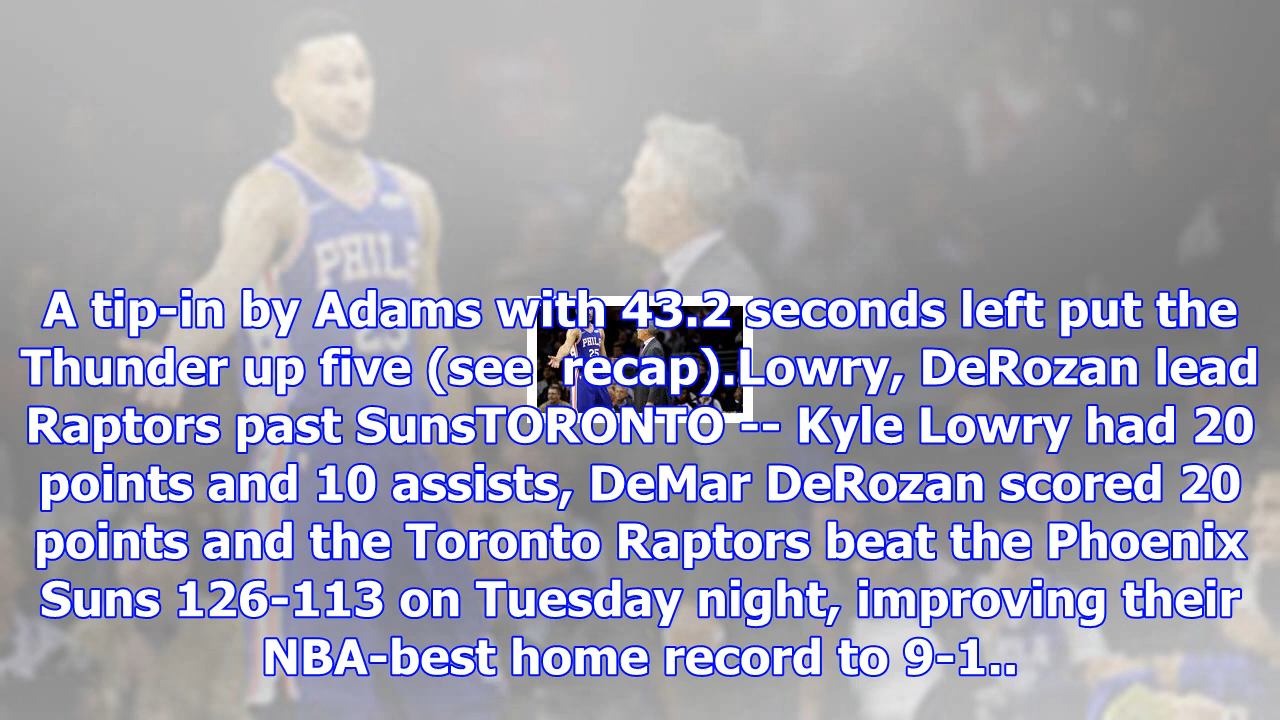 PHILA
25
A tip-in by Adams with 43.2 seconds left put the
Thunder up five (see  recap).Lowry, DeRozan lead
Raptors past SunsTORONTO -- Kyle Lowry had 20
points and 10 assists, DeMar DeRozan scored 20
points and the Toronto Raptors beat the Phoenix
Suns 126-113 on Tuesday night, improving their
NBA-best home record to 9-1..